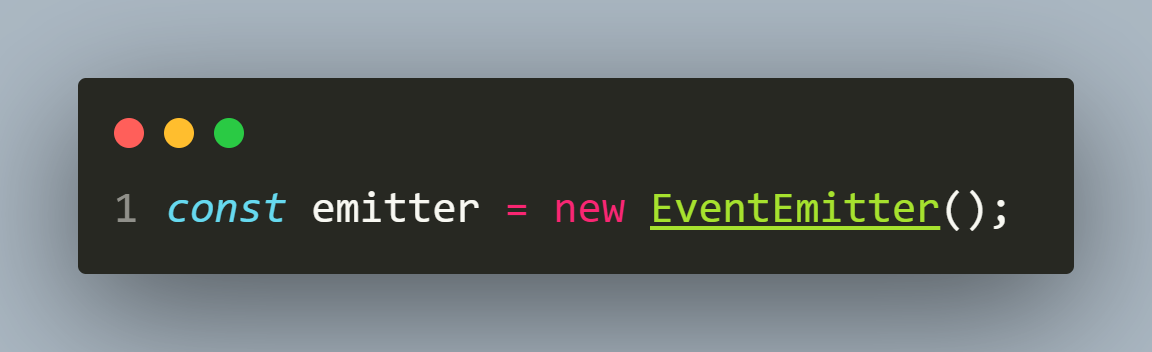 1 const emitter = new EventEmitter();